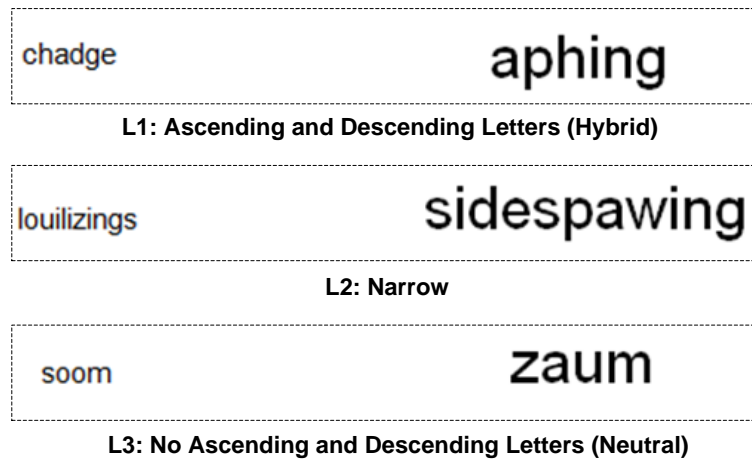 chadge aphing
L1: Ascending and Descending Letters (Hybrid)
louilizings sidespawing
L2: Narrow
soom zaum
L3: No Ascending and Descending Letters (Neutral)